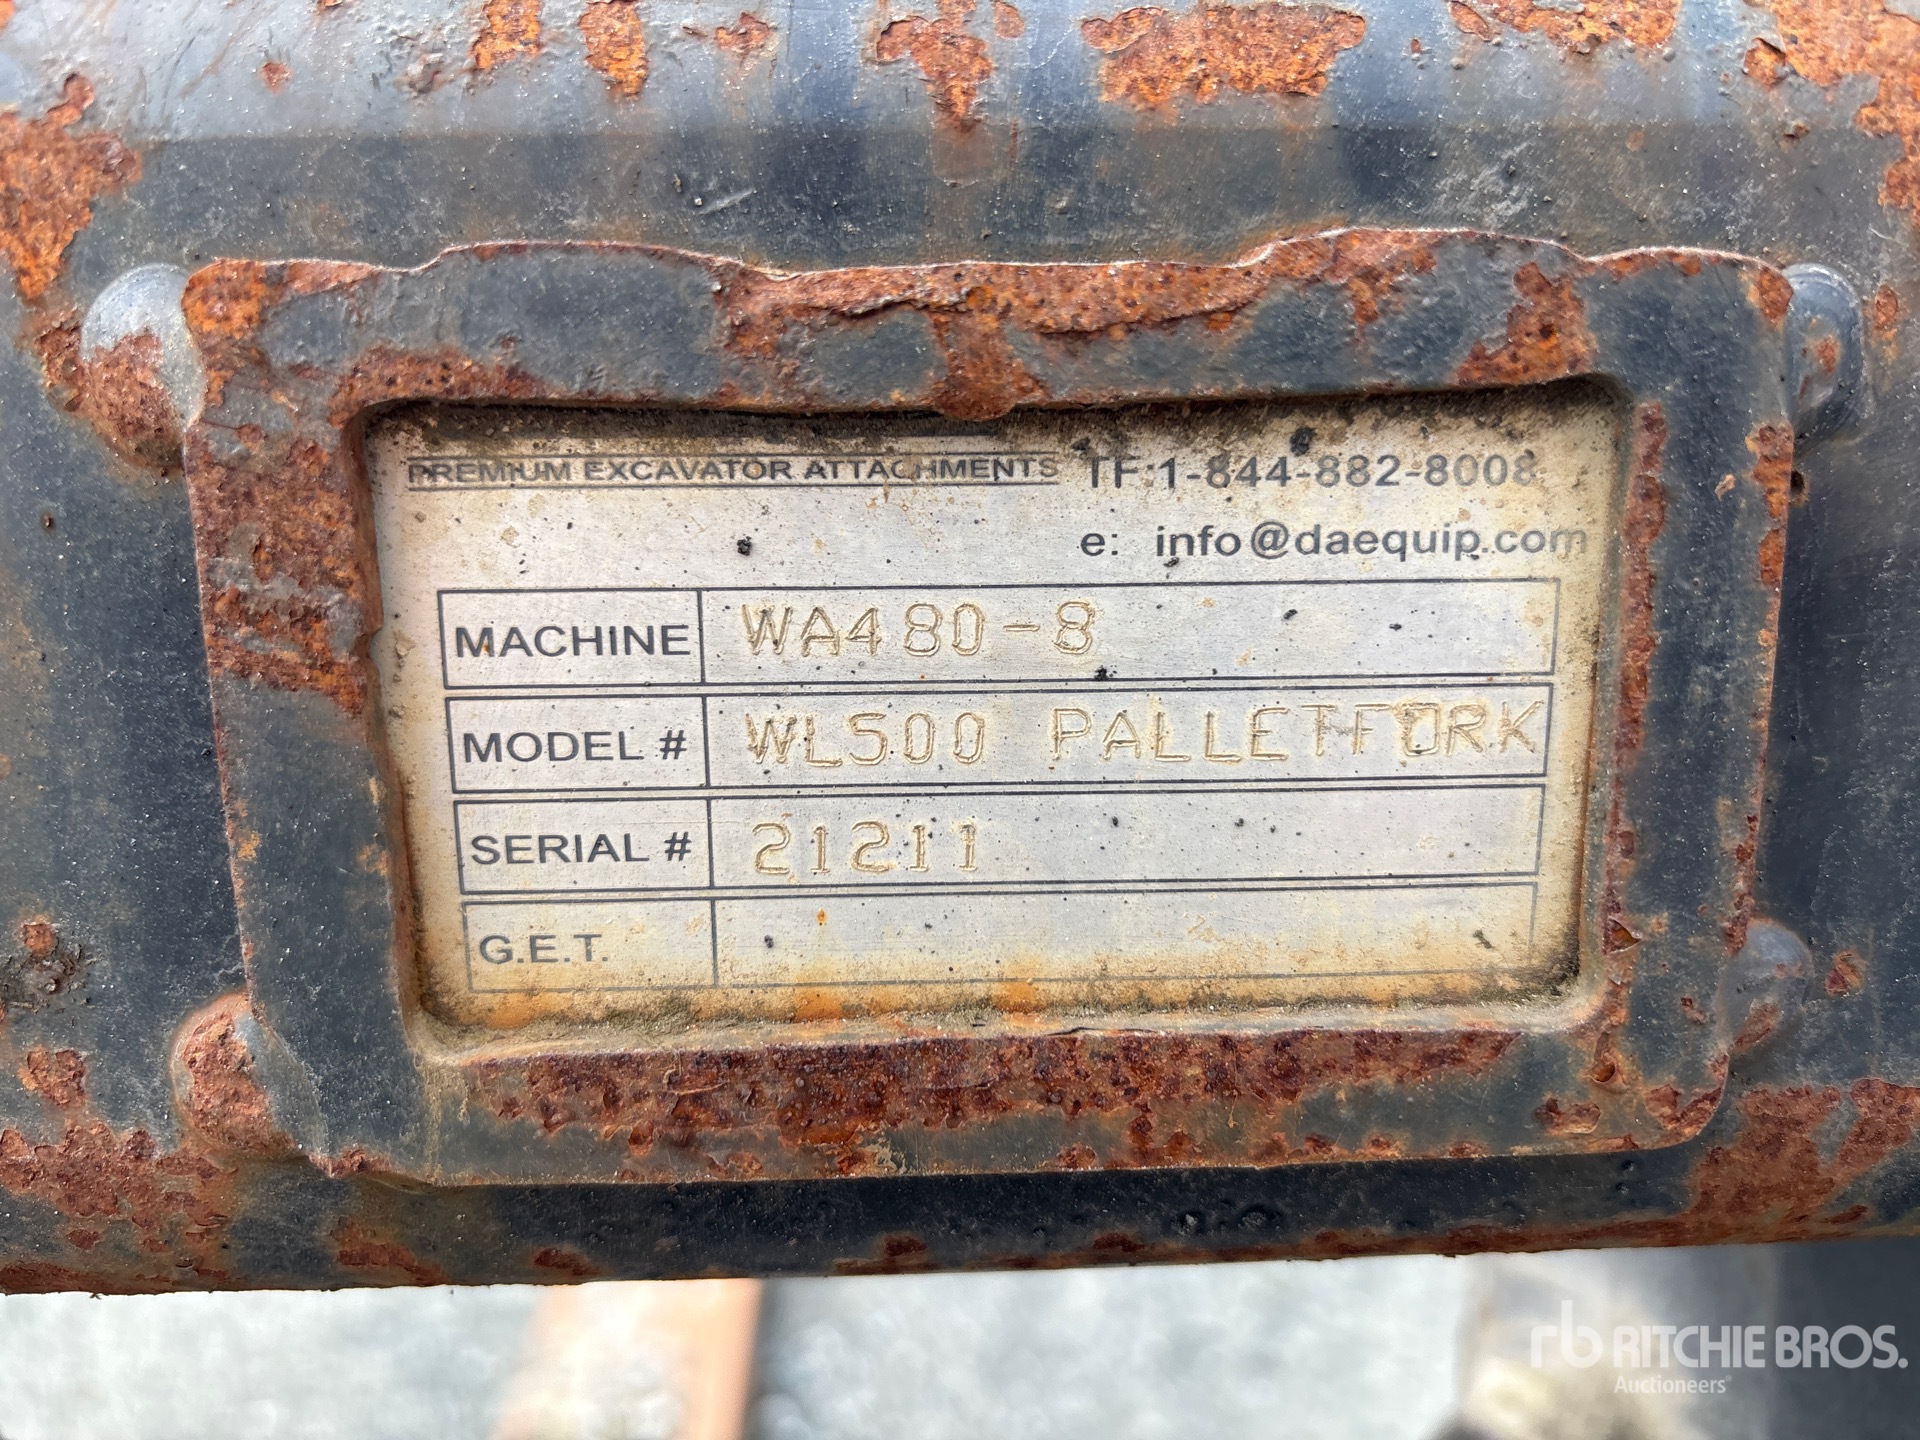 PREMIUM EXCAVATOR ATTACHMENTS TF:1-844-882-8008
e: info@daequip.com
MACHINE WA480-8
MODEL # WL500 PALLETFORK
SERIAL # 21211
G.E.T.
rb RITCHIE BROS.
Auctioneers